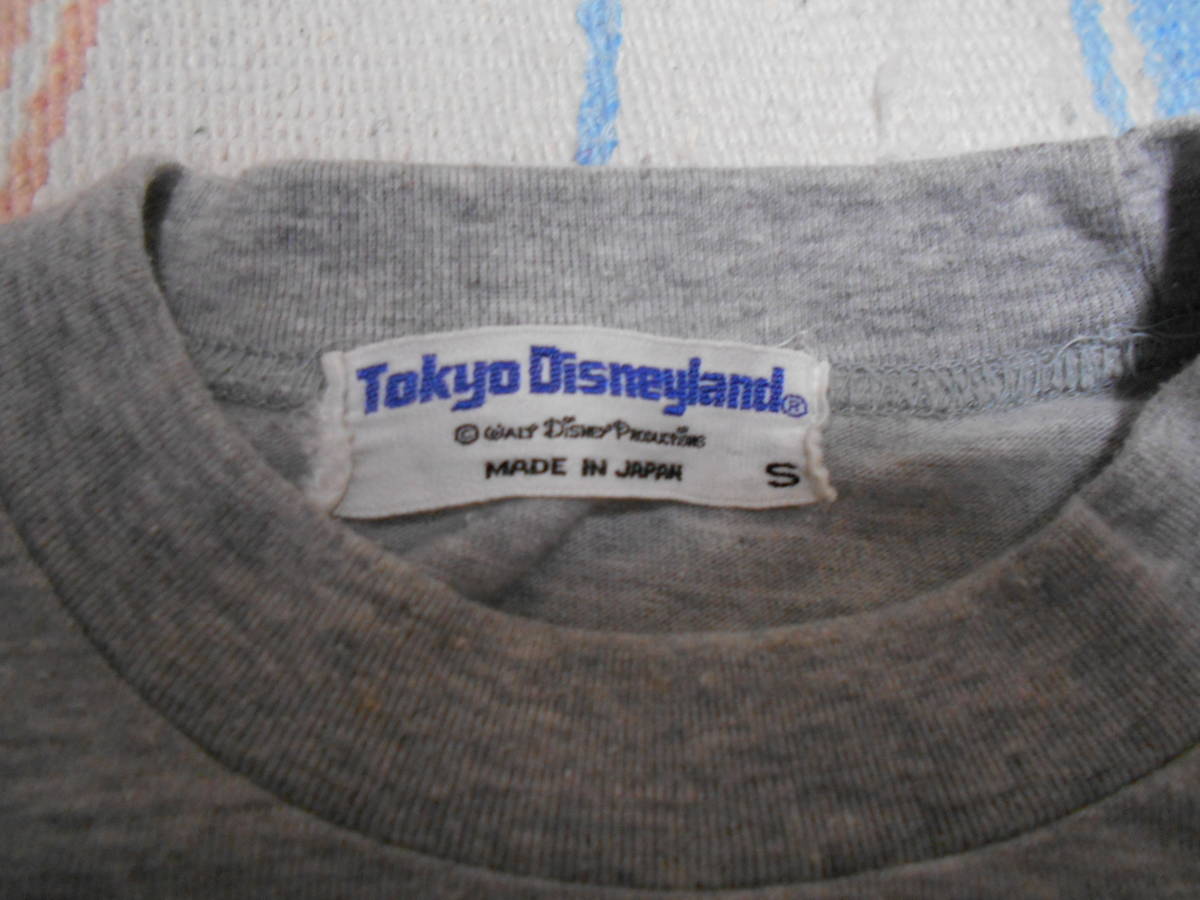 Tokyo Disneyland®
© Walt Disney Productions
MADE IN JAPAN S